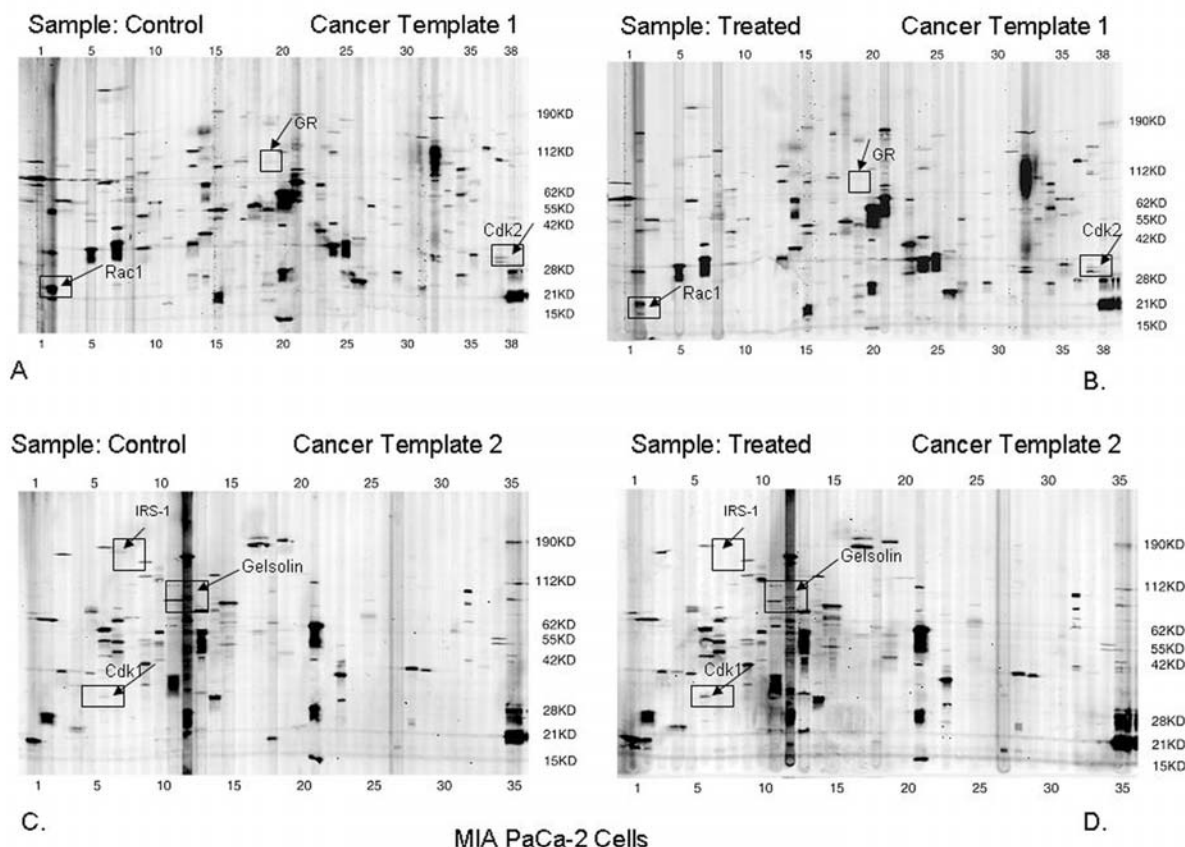 Sample: Control Cancer Template 1
1 5 10 15 20 25 30 35 38
190KD
GR
112KD
62KD
55KD
Cdk2
42KD
Rac1
28KD
21KD
15KD
1 5 10 15 20 25 30 35 38
A
Sample: Treated Cancer Template 1
1 5 10 15 20 25 30 35 38
190KD
GR
112KD
62KD
55KD
Cdk2
42KD
28KD
Rac1
21KD
15KD
1 5 10 15 20 25 30 35 38
B.
Sample: Control Cancer Template 2
1 5 10 15 20 25 30 35
IRS-1
190KD
Gelsolin
112KD
62KD
55KD
Cdk1
42KD
28KD
21KD
15KD
1 5 10 15 20 25 30 35
C.
Sample: Treated Cancer Template 2
1 5 10 15 20 25 30 35
IRS-1
190KD
Gelsolin
112KD
62KD
55KD
Cdk1
42KD
28KD
21KD
15KD
1 5 10 15 20 25 30 35
D.
MIA PaCa-2 Cells